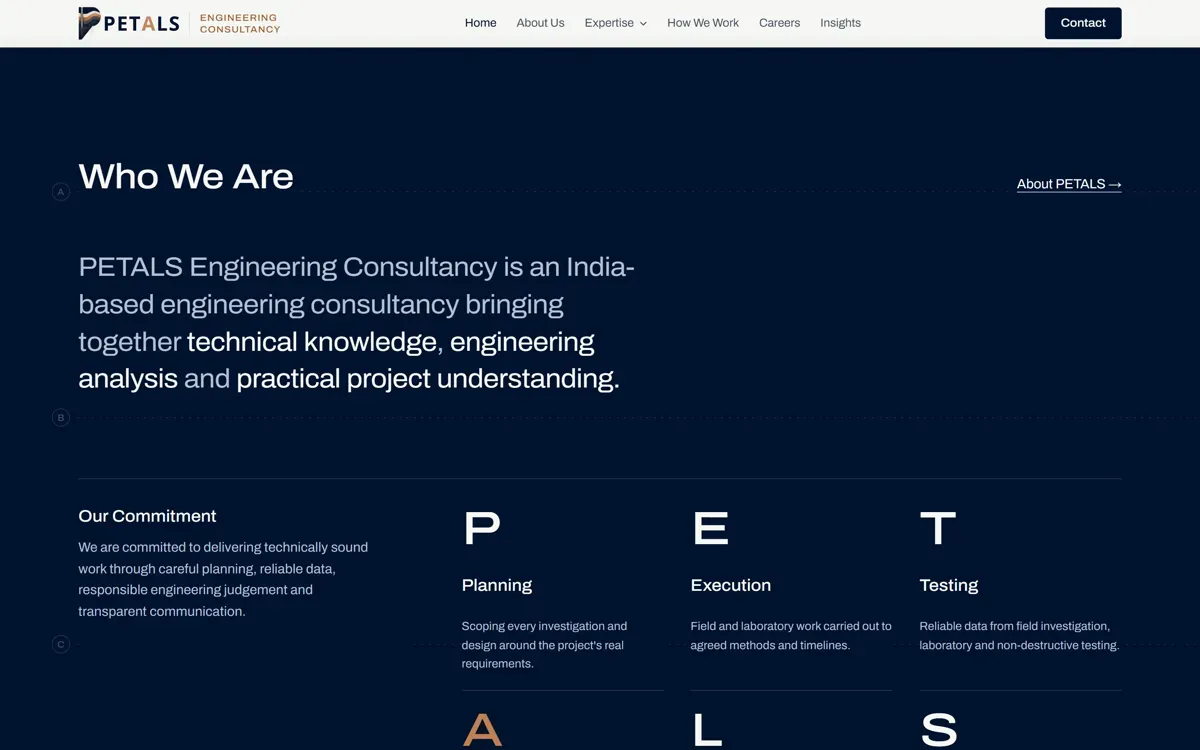 PETALS
ENGINEERING
CONSULTANCY
Home
About Us
Expertise
How We Work
Careers
Insights
Contact
A
Who We Are
About PETALS →
PETALS Engineering Consultancy is an India-
based engineering consultancy bringing
together technical knowledge, engineering
analysis and practical project understanding.
B
Our Commitment
We are committed to delivering technically sound
work through careful planning, reliable data,
responsible engineering judgement and
transparent communication.
C
P
Planning
Scoping every investigation and
design around the project's real
requirements.
E
Execution
Field and laboratory work carried out to
agreed methods and timelines.
T
Testing
Reliable data from field investigation,
laboratory and non-destructive testing.
A
L
S